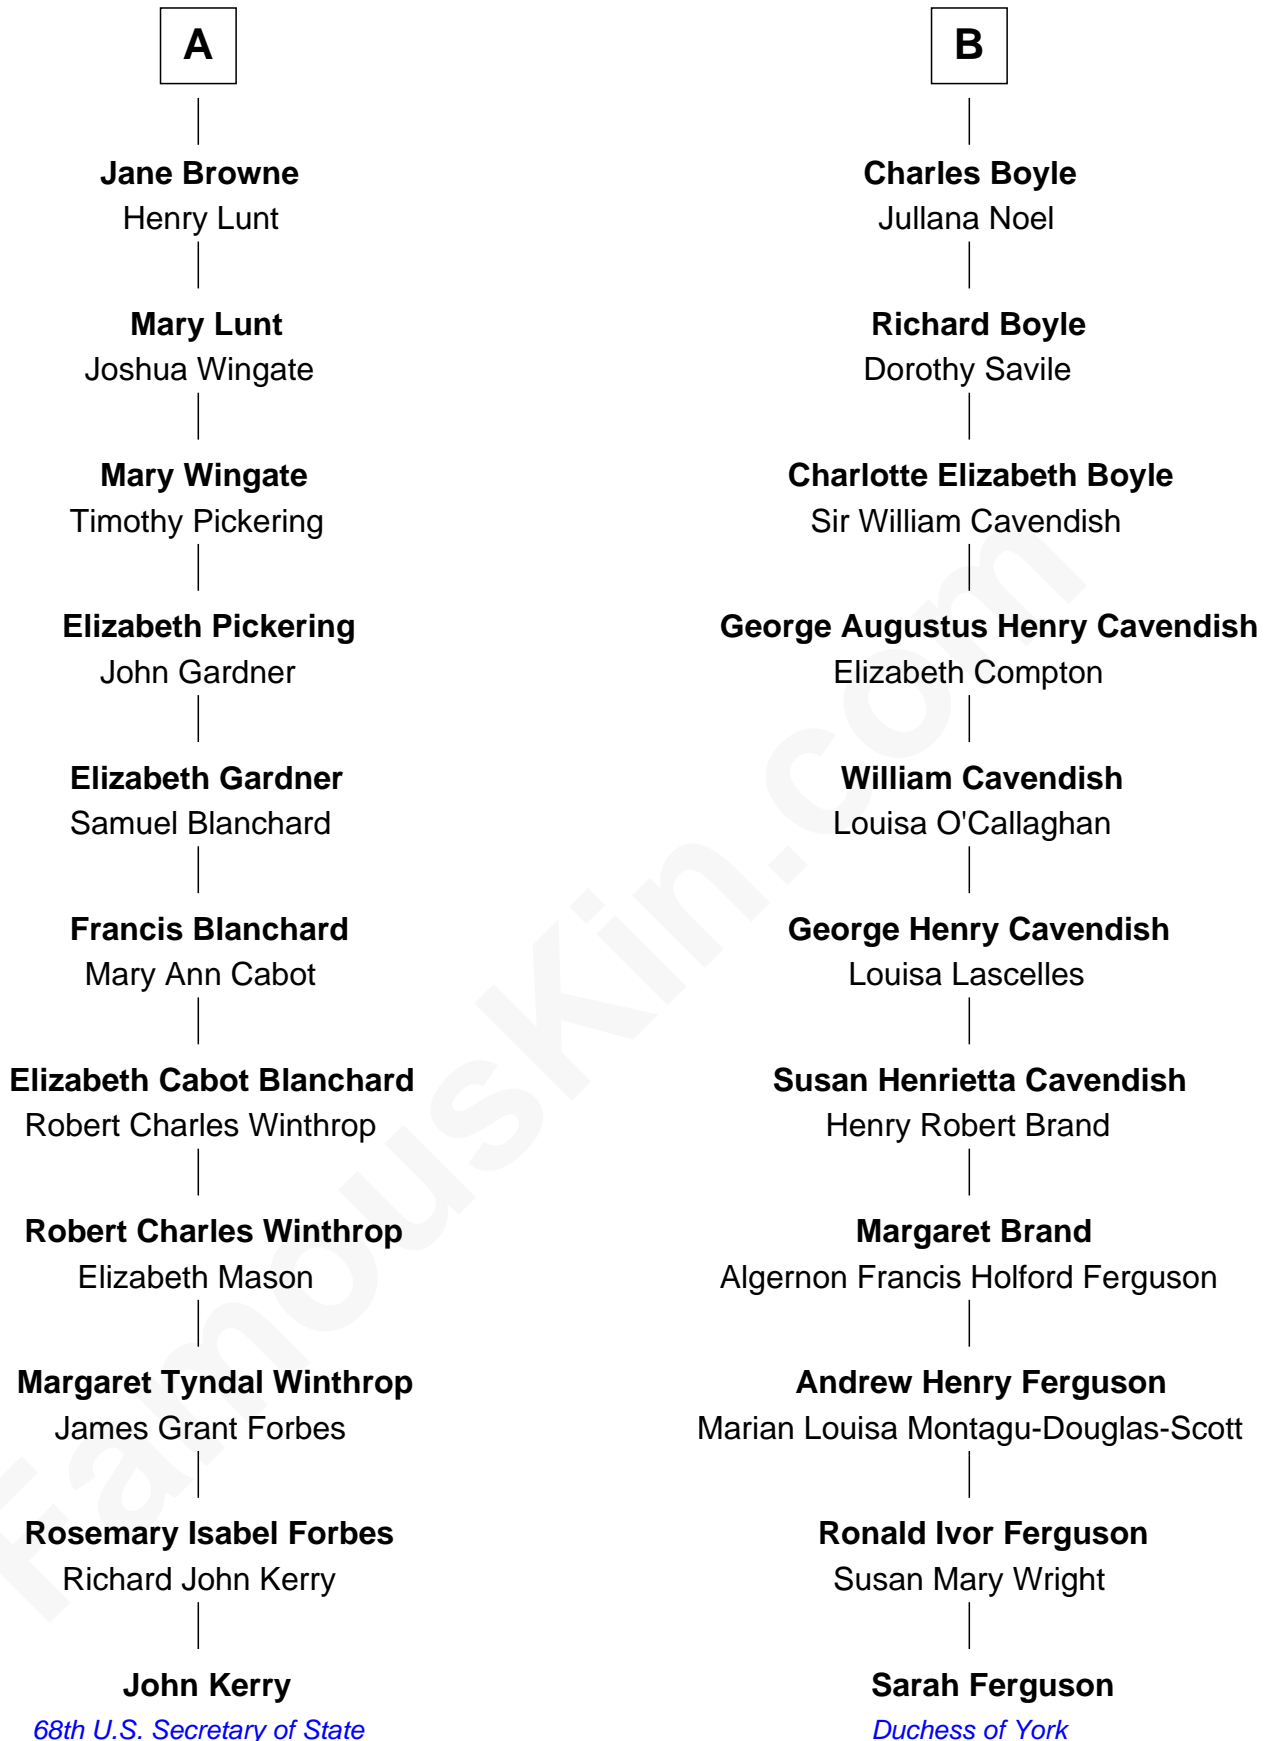 A
Jane Browne
Henry Lunt
Mary Lunt
Joshua Wingate
Mary Wingate
Timothy Pickering
Elizabeth Pickering
John Gardner
Elizabeth Gardner
Samuel Blanchard
Francis Blanchard
Mary Ann Cabot
Elizabeth Cabot Blanchard
Robert Charles Winthrop
Robert Charles Winthrop
Elizabeth Mason
Margaret Tyndal Winthrop
James Grant Forbes
Rosemary Isabel Forbes
Richard John Kerry
John Kerry
68th U.S. Secretary of State
B
Charles Boyle
Jullana Noel
Richard Boyle
Dorothy Savile
Charlotte Elizabeth Boyle
Sir William Cavendish
George Augustus Henry Cavendish
Elizabeth Compton
William Cavendish
Louisa O'Callaghan
George Henry Cavendish
Louisa Lascelles
Susan Henrietta Cavendish
Henry Robert Brand
Margaret Brand
Algernon Francis Holford Ferguson
Andrew Henry Ferguson
Marian Louisa Montagu-Douglas-Scott
Ronald Ivor Ferguson
Susan Mary Wright
Sarah Ferguson
Duchess of York
FamousKin.com